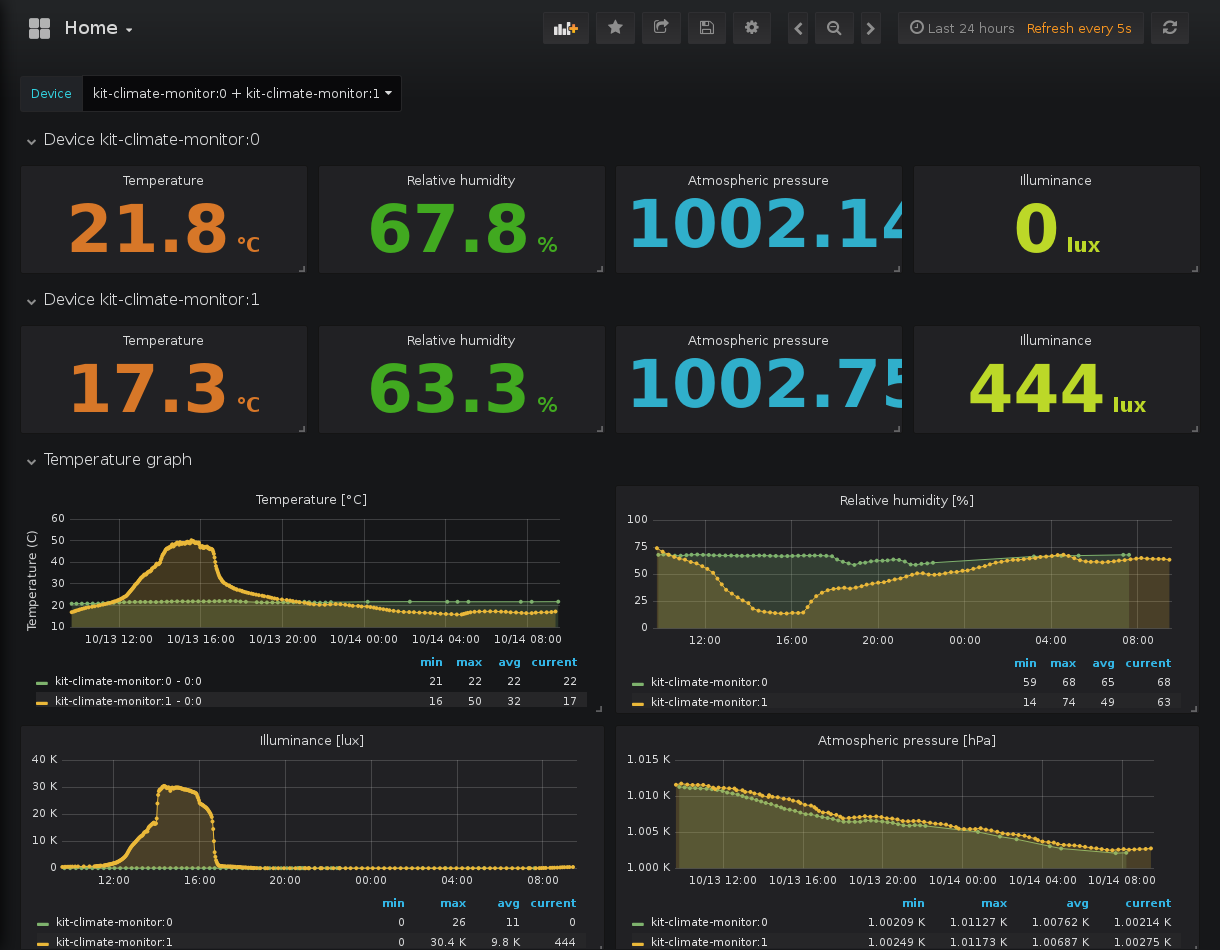 Home
Last 24 hours Refresh every 5s
Device kit-climate-monitor:0 + kit-climate-monitor:1
Device kit-climate-monitor:0
Temperature Relative humidity Atmospheric pressure Illuminance
21.8 °C 67.8 % 1002.14 0 lux
Device kit-climate-monitor:1
Temperature Relative humidity Atmospheric pressure Illuminance
17.3 °C 63.3 % 1002.75 444 lux
Temperature graph
Temperature [°C]
Temperature (C)
60
50
40
30
20
10
10/13 12:00 10/13 16:00 10/13 20:00 10/14 00:00 10/14 04:00 10/14 08:00
min max avg current
kit-climate-monitor:0 - 0:0 21 22 22 22
kit-climate-monitor:1 - 0:0 16 50 32 17
Relative humidity [%]
100
75
50
25
0
12:00 16:00 20:00 00:00 04:00 08:00
min max avg current
kit-climate-monitor:0 59 68 65 68
kit-climate-monitor:1 14 74 49 63
Illuminance [lux]
40 K
30 K
20 K
10 K
0
12:00 16:00 20:00 00:00 04:00 08:00
min max avg current
kit-climate-monitor:0 0 26 11 0
kit-climate-monitor:1 0 30.4 K 9.8 K 444
Atmospheric pressure [hPa]
1.015 K
1.010 K
1.005 K
1.000 K
10/13 12:00 10/13 16:00 10/13 20:00 10/14 00:00 10/14 04:00 10/14 08:00
min max avg current
kit-climate-monitor:0 1.00209 K 1.01127 K 1.00762 K 1.00214 K
kit-climate-monitor:1 1.00249 K 1.01173 K 1.00687 K 1.00275 K